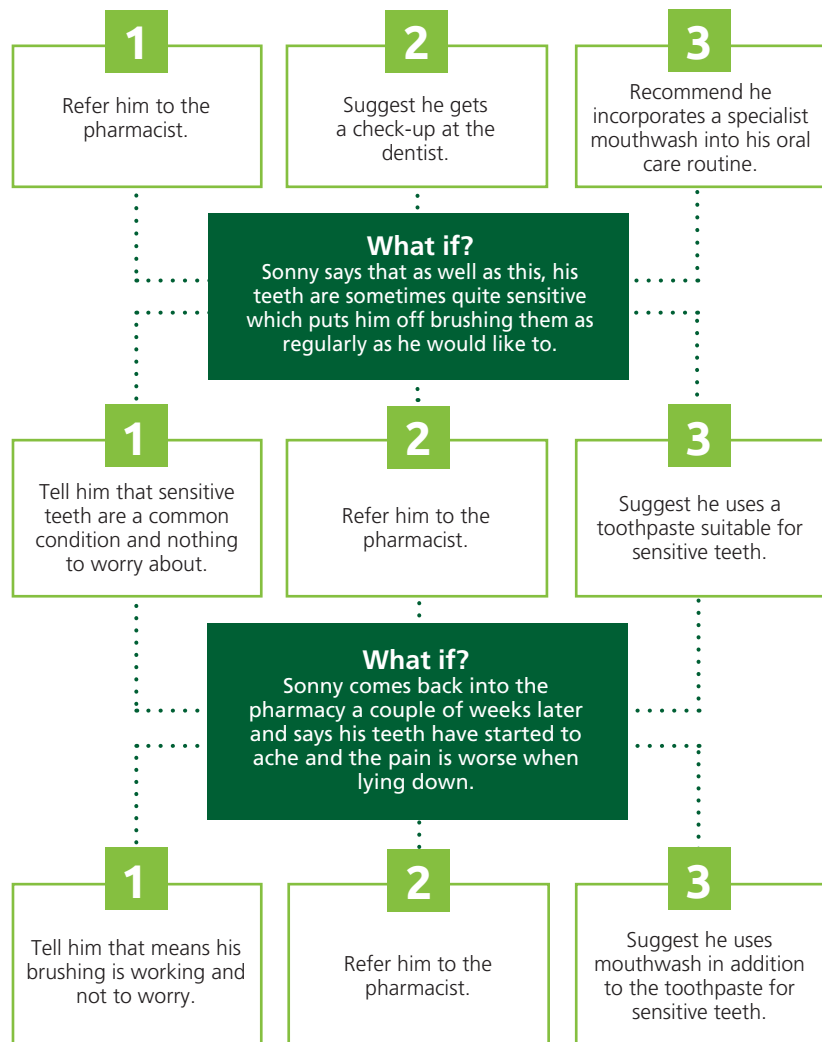 1
Refer him to the
pharmacist.
2
Suggest he gets
a check-up at the
dentist.
3
Recommend he
incorporates a specialist
mouthwash into his oral
care routine.
What if?
Sonny says that as well as this, his
teeth are sometimes quite sensitive
which puts him off brushing them as
regularly as he would like to.
1
Tell him that sensitive
teeth are a common
condition and nothing
to worry about.
2
Refer him to the
pharmacist.
3
Suggest he uses a
toothpaste suitable for
sensitive teeth.
What if?
Sonny comes back into the
pharmacy a couple of weeks later
and says his teeth have started to
ache and the pain is worse when
lying down.
1
Tell him that means his
brushing is working and
not to worry.
2
Refer him to the
pharmacist.
3
Suggest he uses
mouthwash in addition
to the toothpaste for
sensitive teeth.